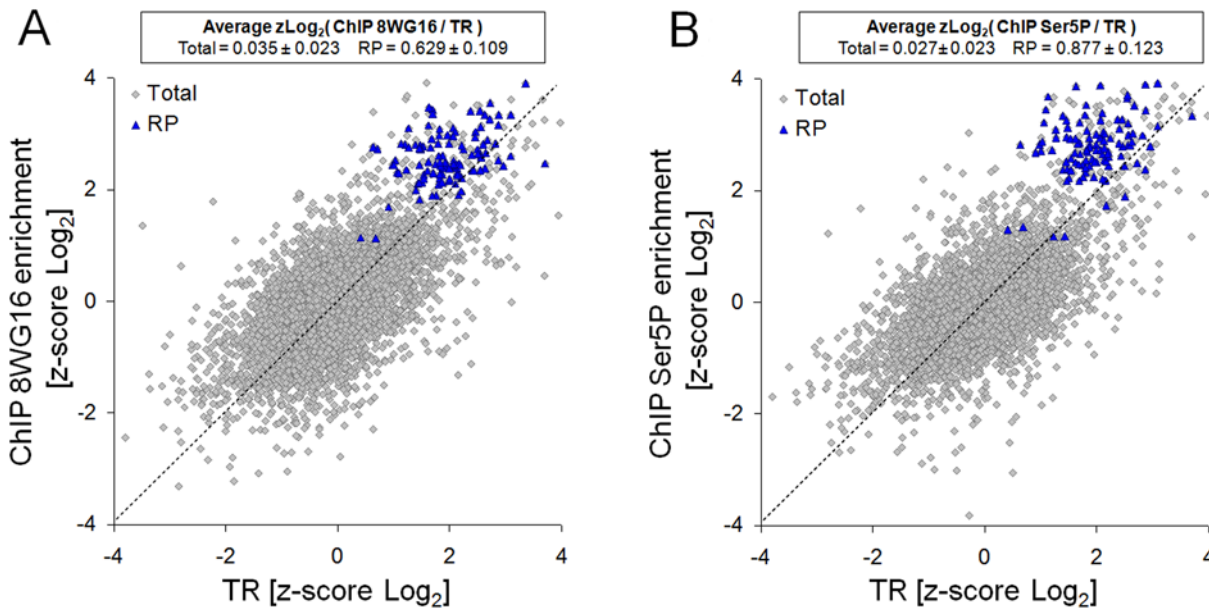 A
Average zLog₂( ChIP 8WG16 / TR )
Total = 0.035 ± 0.023 RP = 0.629 ± 0.109
Total
RP
ChIP 8WG16 enrichment
[z-score Log₂]
4
2
0
-2
-4
-4 -2 0 2 4
TR [z-score Log₂]
B
Average zLog₂( ChIP Ser5P / TR )
Total = 0.027 ± 0.023 RP = 0.877 ± 0.123
Total
RP
ChIP Ser5P enrichment
[z-score Log₂]
4
2
0
-2
-4
-4 -2 0 2 4
TR [z-score Log₂]